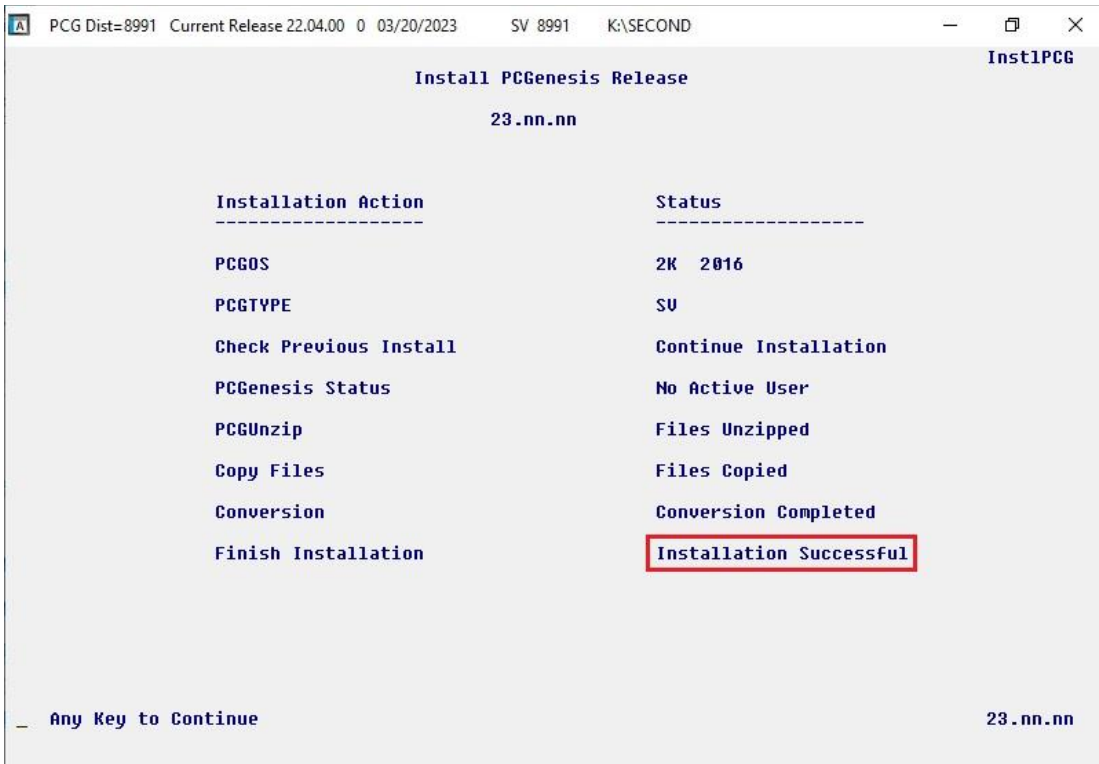 PCG Dist=8991 Current Release 22.04.00 0 03/20/2023 SV 8991 K:\SECOND
InstlPCG
Install PCGenesis Release
23.nn.nn
Installation Action Status
------------------- -------------------
PCGOS 2K 2016
PCGTYPE SV
Check Previous Install Continue Installation
PCGenesis Status No Active User
PCGUnzip Files Unzipped
Copy Files Files Copied
Conversion Conversion Completed
Finish Installation Installation Successful
_ Any Key to Continue 23.nn.nn